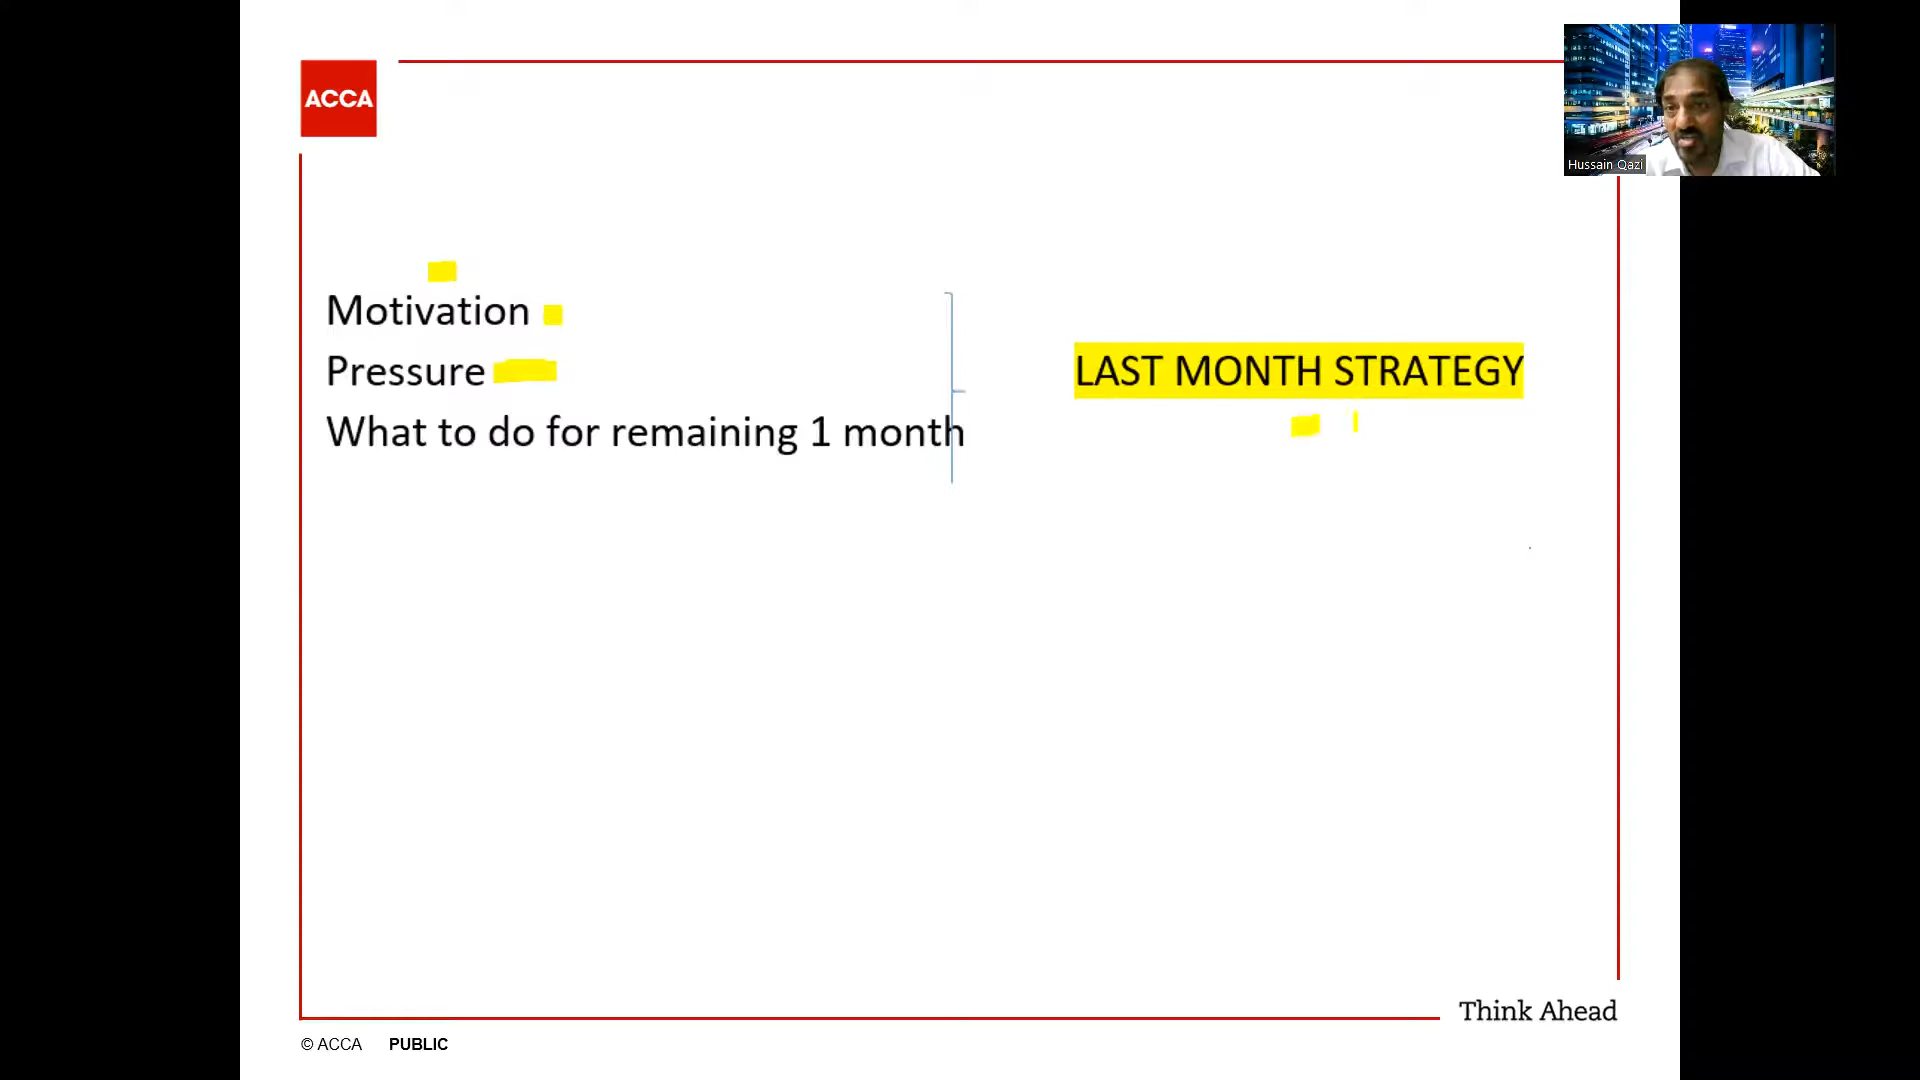 ACCA
Hussain Qazi
Motivation
Pressure
LAST MONTH STRATEGY
What to do for remaining 1 month
Think Ahead
© ACCA PUBLIC